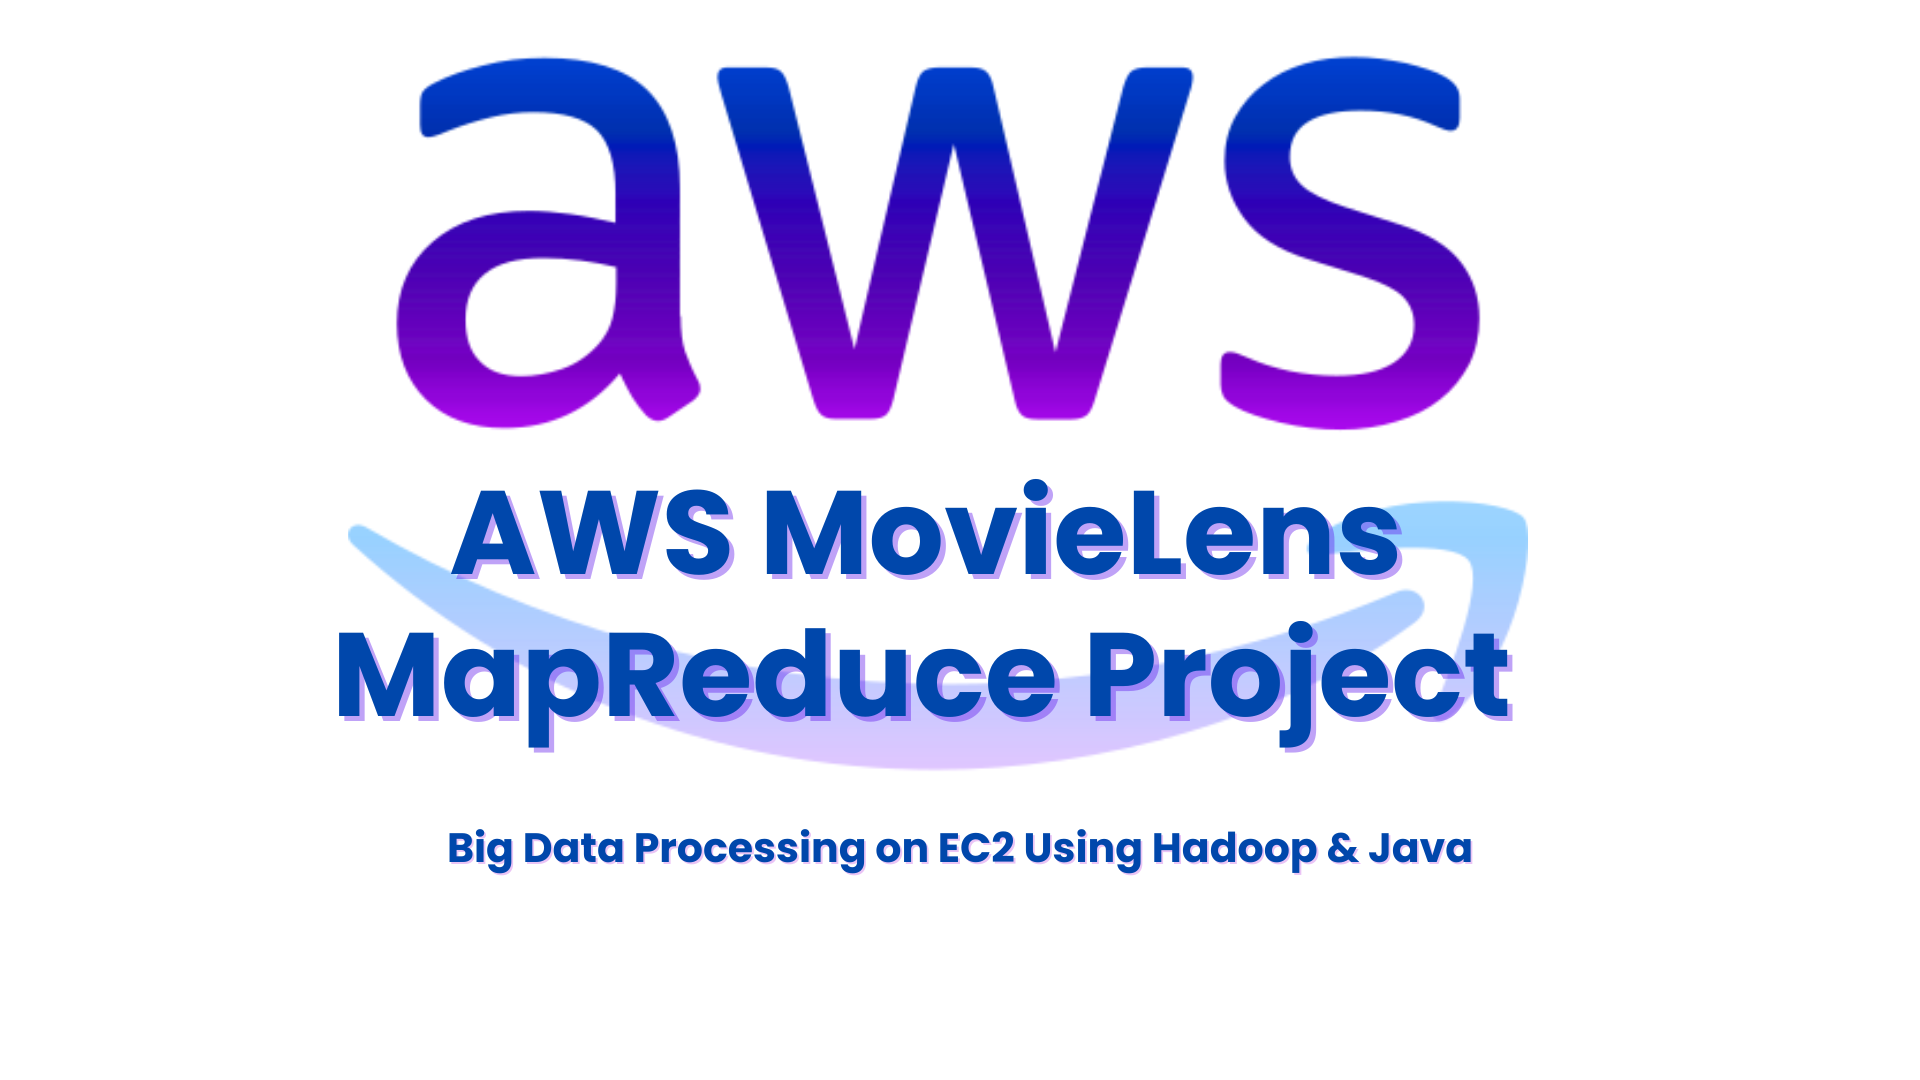 aws
AWS MovieLens
MapReduce Project
Big Data Processing on EC2 Using Hadoop & Java